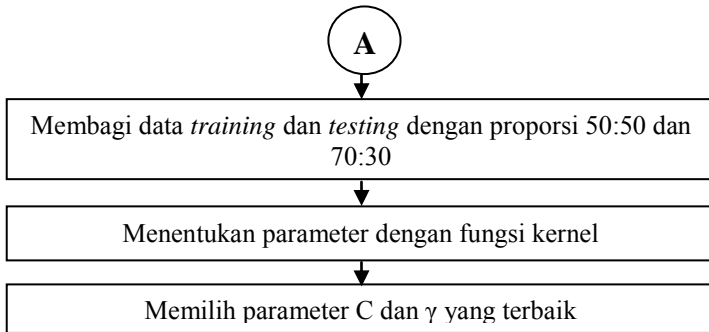 A
Membagi data training dan testing dengan proporsi 50:50 dan
70:30
Menentukan parameter dengan fungsi kernel
Memilih parameter C dan γ yang terbaik